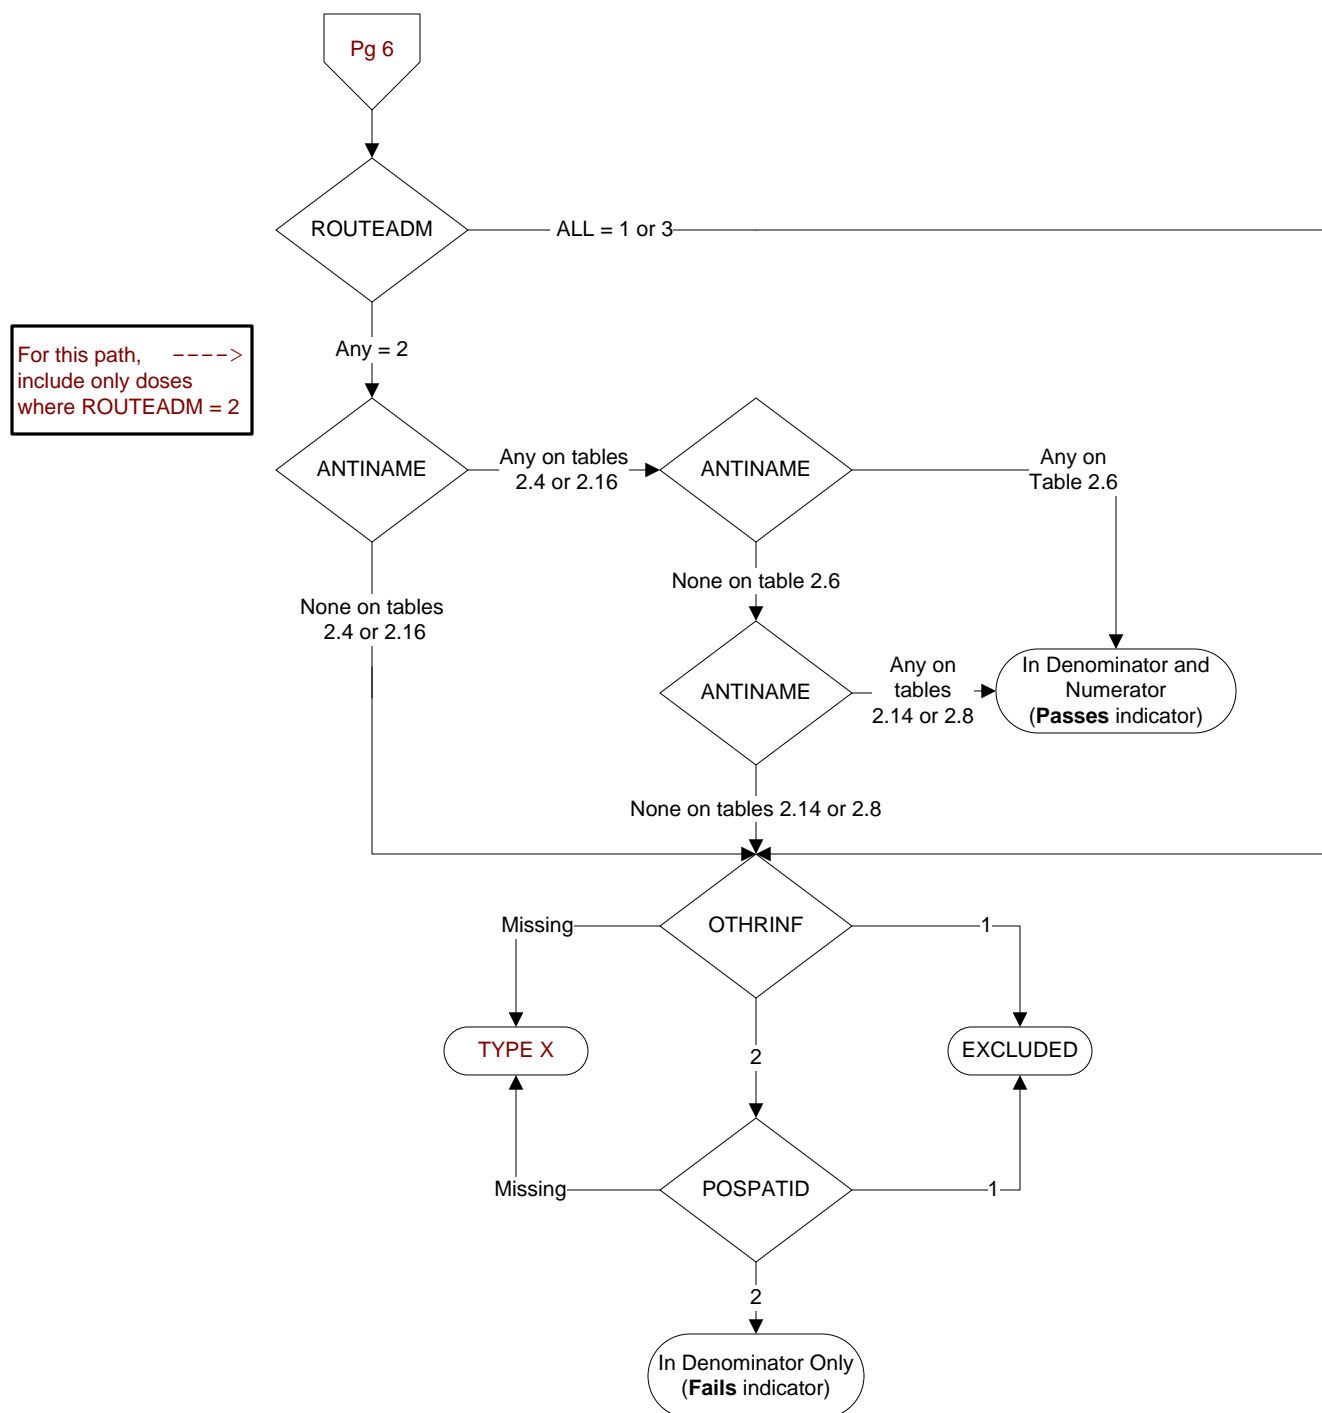 Pg 6
ROUTEADM
ALL = 1 or 3
For this path, ---->
include only doses
where ROUTEADM = 2
Any = 2
ANTINAME
Any on tables
2.4 or 2.16
ANTINAME
Any on
Table 2.6
None on tables
2.4 or 2.16
None on table 2.6
ANTINAME
Any on
tables
2.14 or 2.8
In Denominator and
Numerator
(Passes indicator)
None on tables 2.14 or 2.8
Missing
OTHRINF
1
TYPE X
2
EXCLUDED
Missing
POSPATID
1
2
In Denominator Only
(Fails indicator)